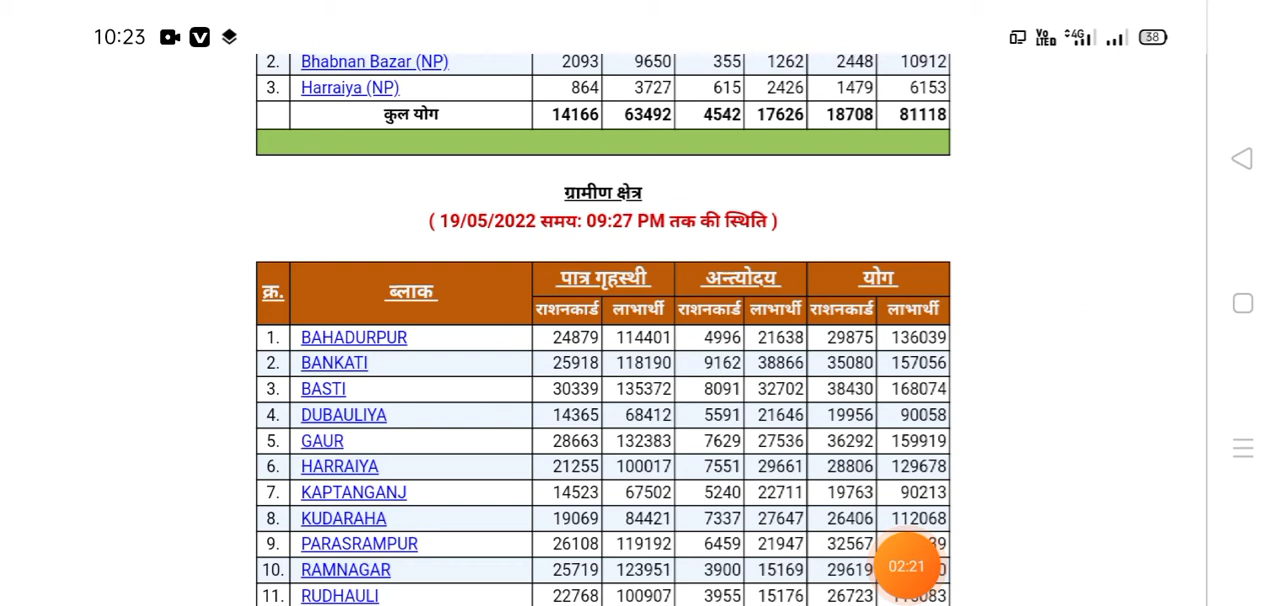 10:23 Vo LTED 4G 38
2. Bhabnan Bazar (NP) 2093 9650 355 1262 2448 10912
3. Harraiya (NP) 864 3727 615 2426 1479 6153
कुल योग 14166 63492 4542 17626 18708 81118
ग्रामीण क्षेत्र
( 19/05/2022 समय: 09:27 PM तक की स्थिति )
क्र. ब्लाक पात्र गृहस्थी अन्त्योदय योग
राशनकार्ड लाभार्थी राशनकार्ड लाभार्थी राशनकार्ड लाभार्थी
1. BAHADURPUR 24879 114401 4996 21638 29875 136039
2. BANKATI 25918 118190 9162 38866 35080 157056
3. BASTI 30339 135372 8091 32702 38430 168074
4. DUBAULIYA 14365 68412 5591 21646 19956 90058
5. GAUR 28663 132383 7629 27536 36292 159919
6. HARRAIYA 21255 100017 7551 29661 28806 129678
7. KAPTANGANJ 14523 67502 5240 22711 19763 90213
8. KUDARAHA 19069 84421 7337 27647 26406 112068
9. PARASRAMPUR 26108 119192 6459 21947 32567
10. RAMNAGAR 25719 123951 3900 15169 29619
11. RUDHAULI 22768 100907 3955 15176 26723
02:21